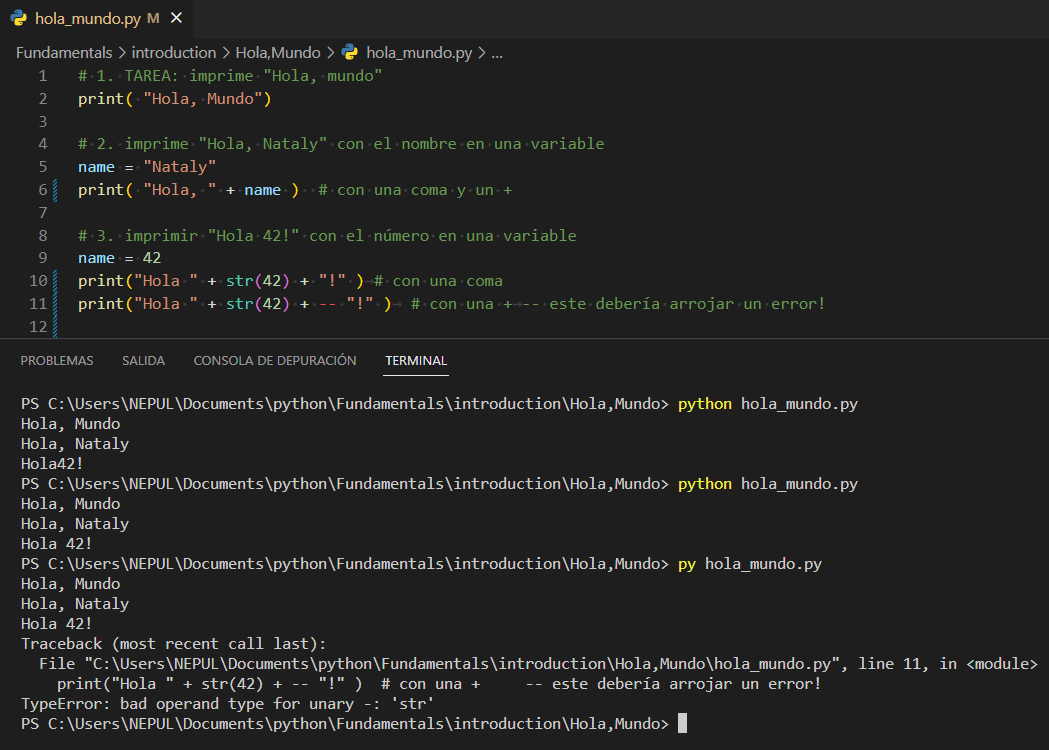 hola_mundo.py M ×
Fundamentals > introduction > Hola,Mundo > hola_mundo.py > ...
1 # 1. TAREA: imprime "Hola, mundo"
2 print( "Hola, Mundo")
3
4 # 2. imprime "Hola, Nataly" con el nombre en una variable
5 name = "Nataly"
6 print( "Hola, " + name )  # con una coma y un +
7
8 # 3. imprimir "Hola 42!" con el número en una variable
9 name = 42
10 print("Hola " + str(42) + "!" ) # con una coma
11 print("Hola " + str(42) + -- "!" )  # con una + -- este debería arrojar un error!
12
PROBLEMAS SALIDA CONSOLA DE DEPURACIÓN TERMINAL
PS C:\Users\NEPUL\Documents\python\Fundamentals\introduction\Hola,Mundo> python hola_mundo.py
Hola, Mundo
Hola, Nataly
Hola42!
PS C:\Users\NEPUL\Documents\python\Fundamentals\introduction\Hola,Mundo> python hola_mundo.py
Hola, Mundo
Hola, Nataly
Hola 42!
PS C:\Users\NEPUL\Documents\python\Fundamentals\introduction\Hola,Mundo> py hola_mundo.py
Hola, Mundo
Hola, Nataly
Hola 42!
Traceback (most recent call last):
  File "C:\Users\NEPUL\Documents\python\Fundamentals\introduction\Hola,Mundo\hola_mundo.py", line 11, in <module>
    print("Hola " + str(42) + -- "!" )  # con una +     -- este debería arrojar un error!
TypeError: bad operand type for unary -: 'str'
PS C:\Users\NEPUL\Documents\python\Fundamentals\introduction\Hola,Mundo>